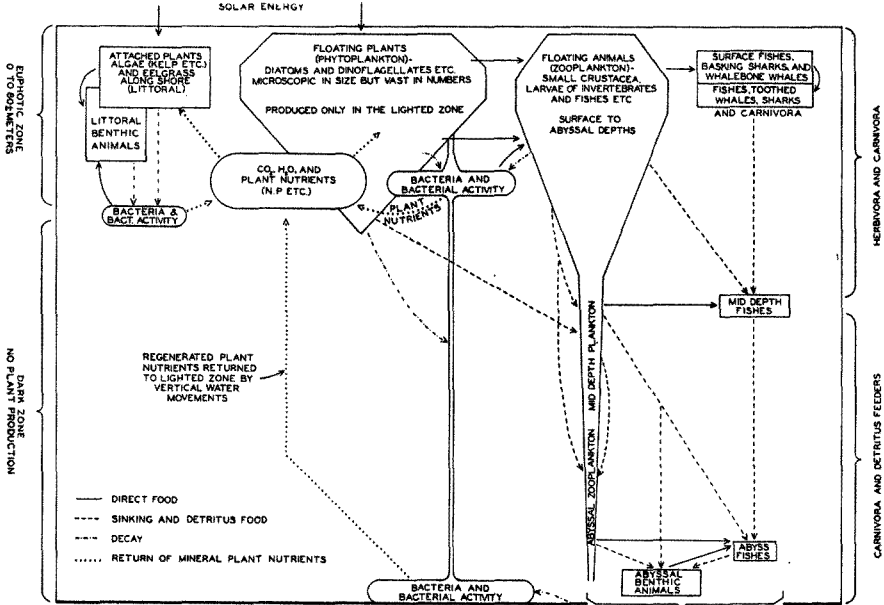 SOLAR ENERGY
EUPHOTIC ZONE
0 TO 80± METERS
ATTACHED PLANTS
ALGAE (KELP ETC.)
AND EELGRASS
ALONG SHORE
(LITTORAL)
LITTORAL
BENTHIC
ANIMALS
BACTERIA &
BACT. ACTIVITY
FLOATING PLANTS
(PHYTOPLANKTON)-
DIATOMS AND DINOFLAGELLATES ETC.
MICROSCOPIC IN SIZE BUT VAST IN NUMBERS
PRODUCED ONLY IN THE LIGHTED ZONE
CO2, H2O, AND
PLANT NUTRIENTS
(N.P ETC.)
BACTERIA AND
BACTERIAL ACTIVITY
PLANT
NUTRIENTS
FLOATING ANIMALS
(ZOOPLANKTON)-
SMALL CRUSTACEA,
LARVAE OF INVERTEBRATES
AND FISHES ETC
SURFACE TO
ABYSSAL DEPTHS
SURFACE FISHES,
BASKING SHARKS, AND
WHALEBONE WHALES
FISHES, TOOTHED
WHALES, SHARKS
AND CARNIVORA
HERBIVORA AND CARNIVORA
MID DEPTH
FISHES
DARK ZONE
NO PLANT PRODUCTION
REGENERATED PLANT
NUTRIENTS RETURNED
TO LIGHTED ZONE BY
VERTICAL WATER
MOVEMENTS
ABYSSAL ZOOPLANKTON MID DEPTH PLANKTON
CARNIVORA AND DETRITUS FEEDERS
DIRECT FOOD
SINKING AND DETRITUS FOOD
DECAY
RETURN OF MINERAL PLANT NUTRIENTS
ABYSS
FISHES
ABYSSAL
BENTHIC
ANIMALS
BACTERIA AND
BACTERIAL ACTIVITY